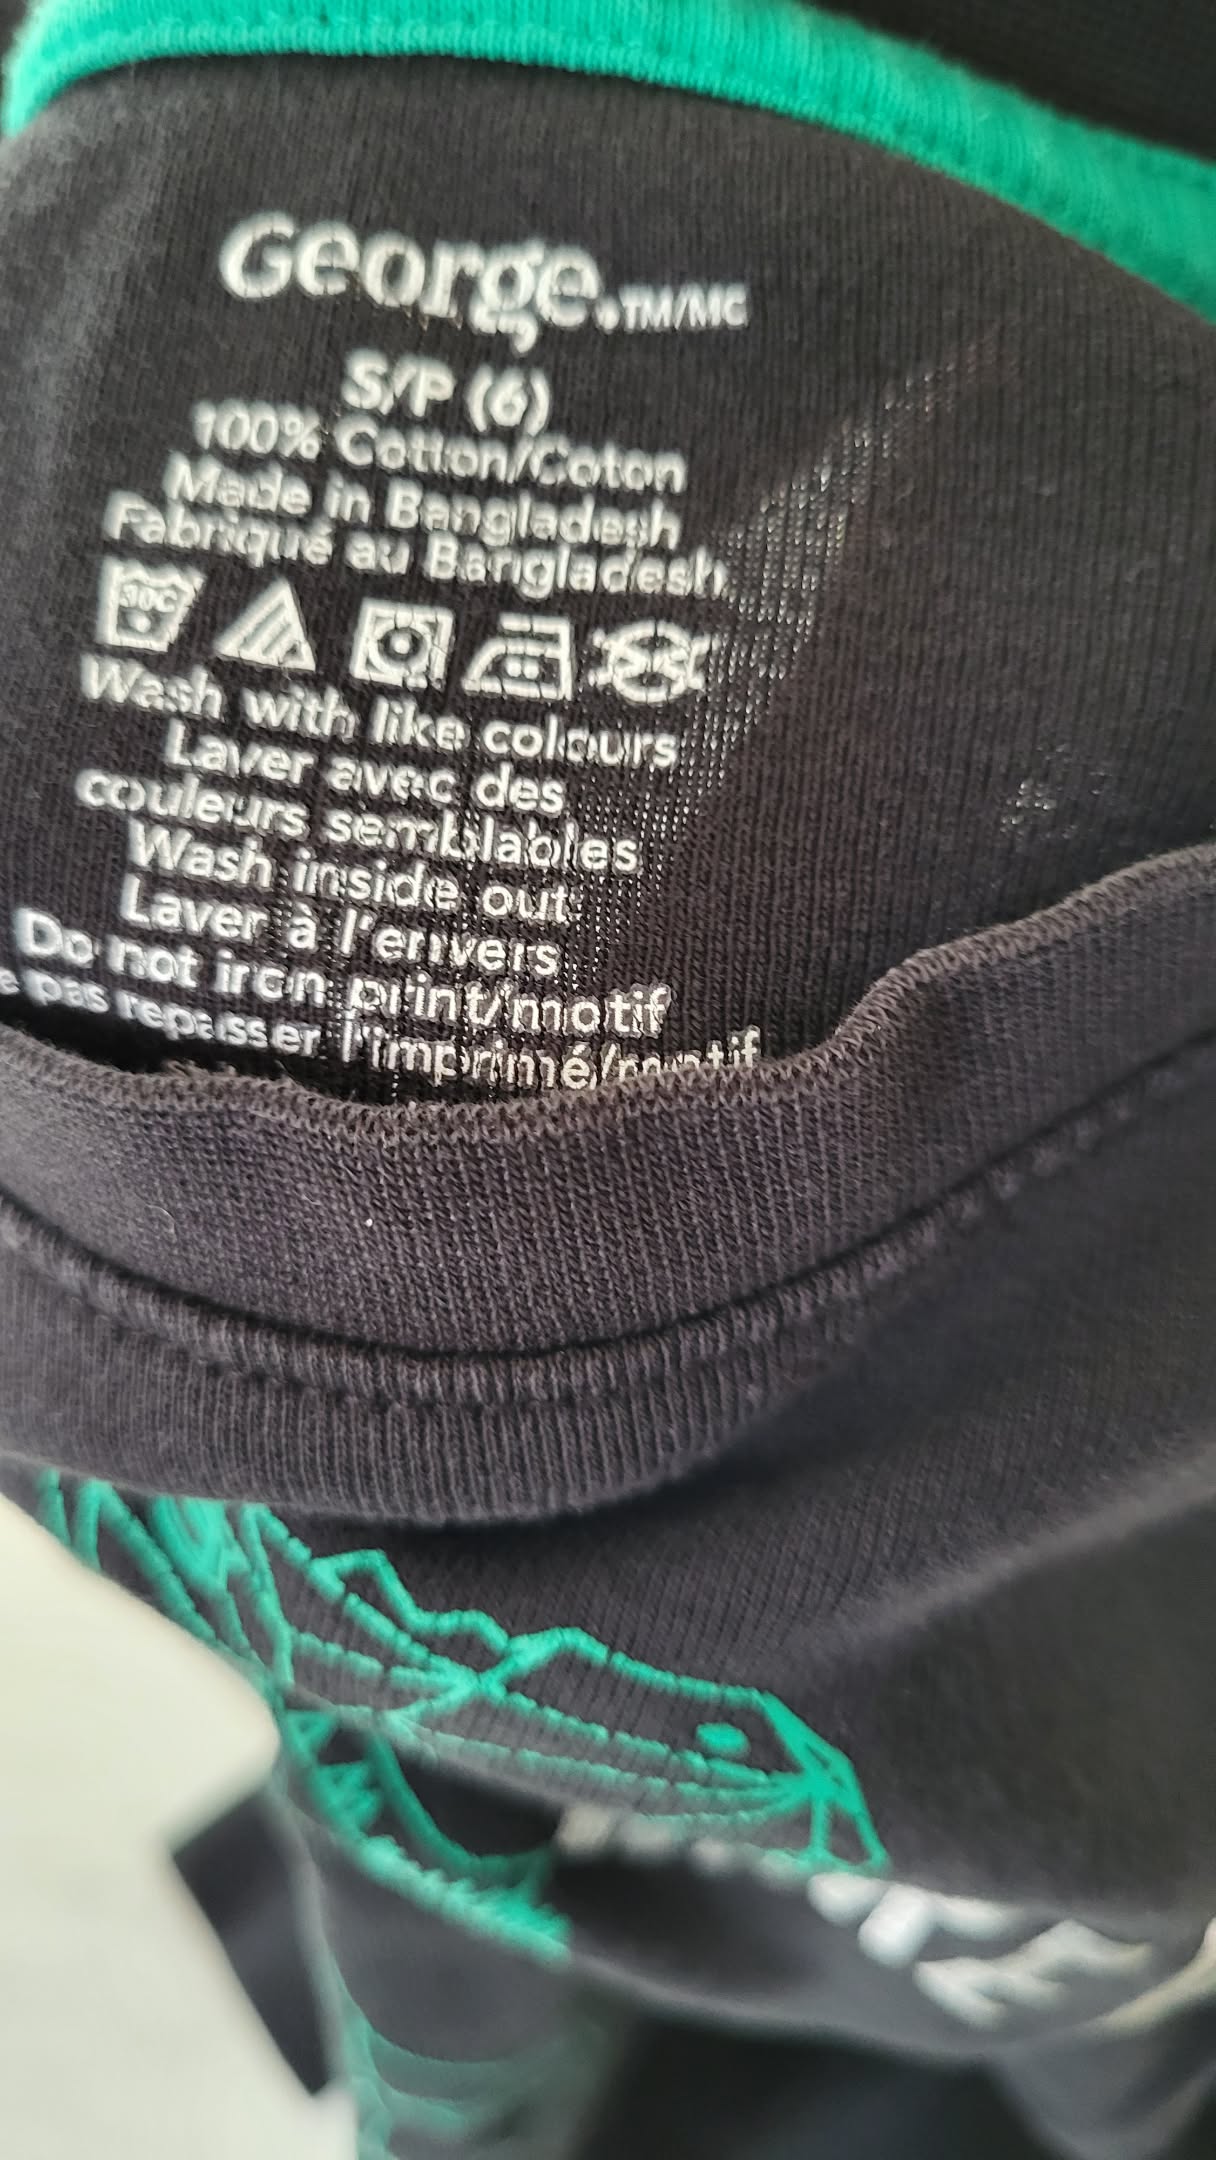 George.TM/MC
S/P (6)
100% Cotton/Coton
Made in Bangladesh
Fabriqué au Bangladesh
30C
Wash with like colours
Laver avec des
couleurs semblables
Wash inside out
Laver à l'envers
Do not iron print/motif
e pas repasser l'imprimé/motif